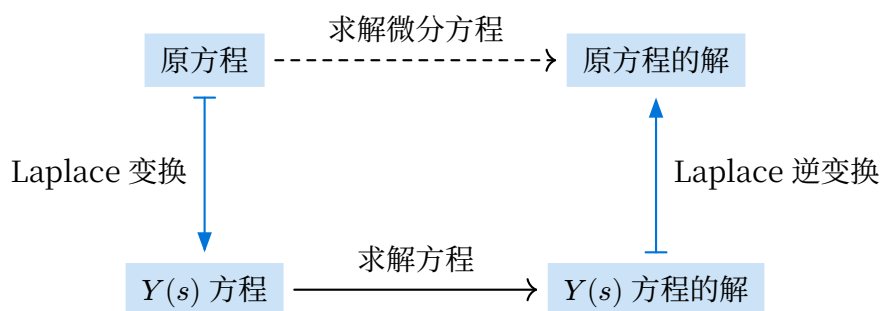 求解微分方程
原方程
原方程的解
Laplace 变换
Laplace 逆变换
求解方程
Y(s) 方程
Y(s) 方程的解